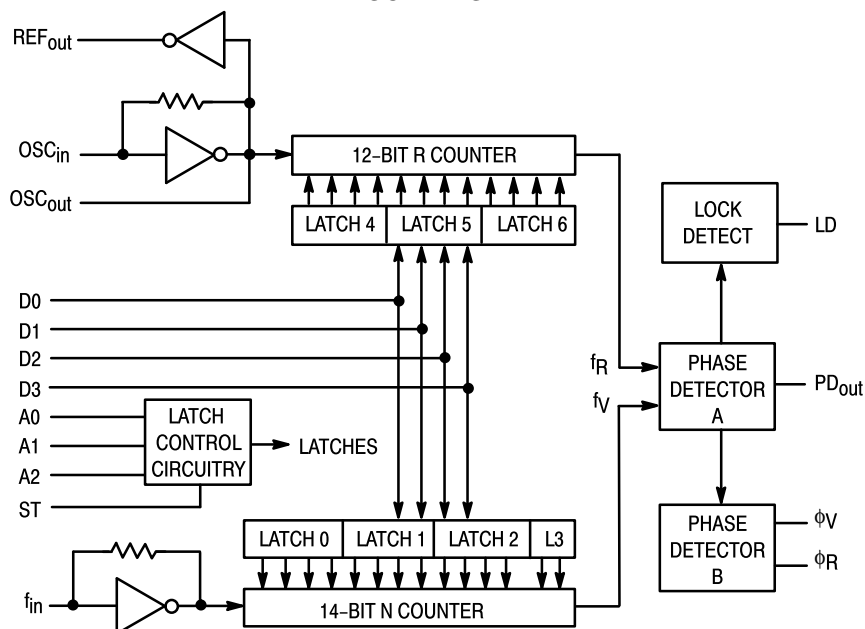 REFout
OSCin
OSCout
12–BIT R COUNTER
LATCH 4 LATCH 5 LATCH 6
LOCK
DETECT
LD
D0
D1
D2
D3
A0
A1
A2
ST
LATCH
CONTROL
CIRCUITRY
LATCHES
fR
fV
PHASE
DETECTOR
A
PDout
PHASE
DETECTOR
B
ϕV
ϕR
LATCH 0 LATCH 1 LATCH 2 L3
fin
14–BIT N COUNTER